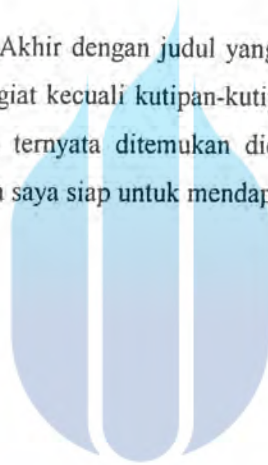 Akhir dengan judul yang
giat kecuali kutipan-kuti
ternyata ditemukan di
saya siap untuk mendap